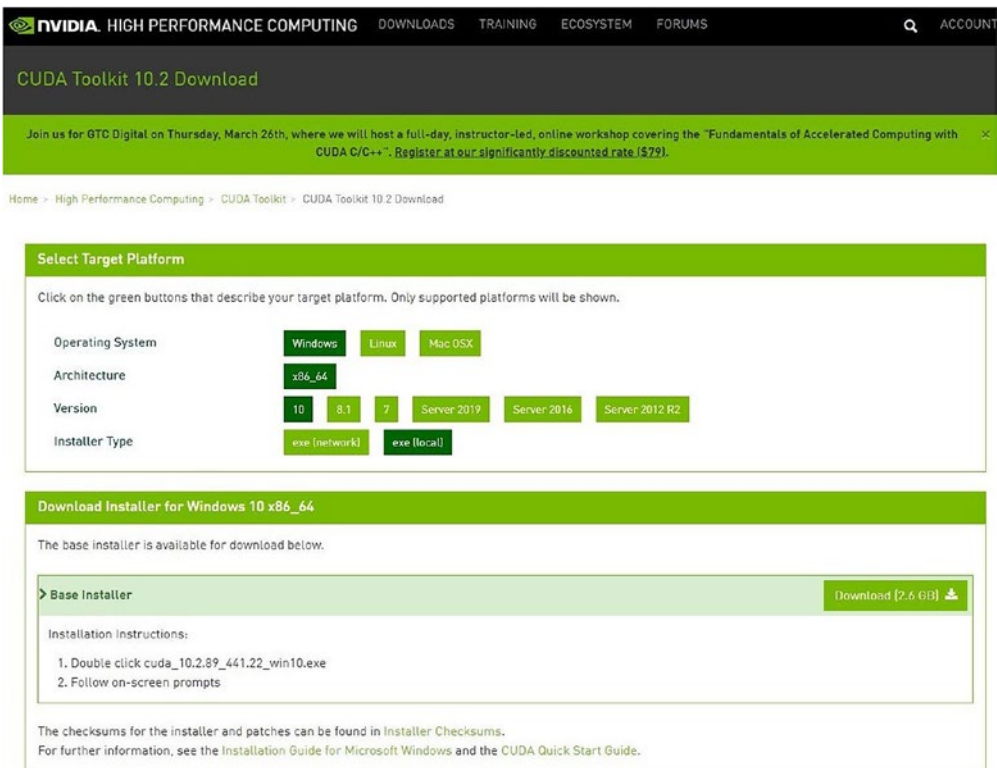 NVIDIA. HIGH PERFORMANCE COMPUTING DOWNLOADS TRAINING ECOSYSTEM FORUMS ACCOUNT
CUDA Toolkit 10.2 Download
Join us for GTC Digital on Thursday, March 26th, where we will host a full-day, instructor-led, online workshop covering the "Fundamentals of Accelerated Computing with ×
CUDA C/C++". Register at our significantly discounted rate ($79).
Home > High Performance Computing > CUDA Toolkit > CUDA Toolkit 10.2 Download
Select Target Platform
Click on the green buttons that describe your target platform. Only supported platforms will be shown.
Operating System Windows Linux Mac OSX
Architecture x86_64
Version 10 8.1 7 Server 2019 Server 2016 Server 2012 R2
Installer Type exe (network) exe (local)
Download Installer for Windows 10 x86_64
The base installer is available for download below.
> Base Installer Download (2.6 GB)
Installation Instructions:
1. Double click cuda_10.2.89_441.22_win10.exe
2. Follow on-screen prompts
The checksums for the installer and patches can be found in Installer Checksums.
For further information, see the Installation Guide for Microsoft Windows and the CUDA Quick Start Guide.